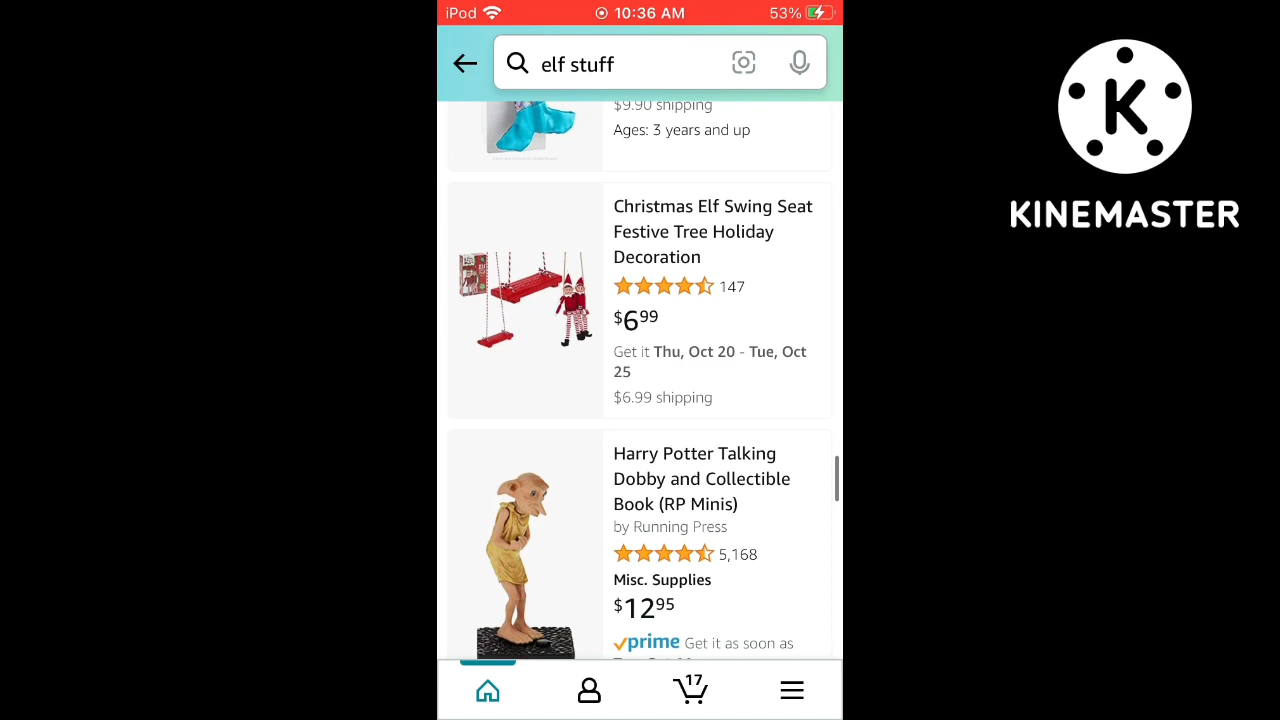 iPod
10:36 AM
53%
elf stuff
$9.90 shipping
Ages: 3 years and up
Christmas Elf Swing Seat
Festive Tree Holiday
Decoration
147
$6.99
Get it Thu, Oct 20 - Tue, Oct
25
$6.99 shipping
Harry Potter Talking
Dobby and Collectible
Book (RP Minis)
by Running Press
5,168
Misc. Supplies
$12.95
prime Get it as soon as
17
K
KINEMASTER